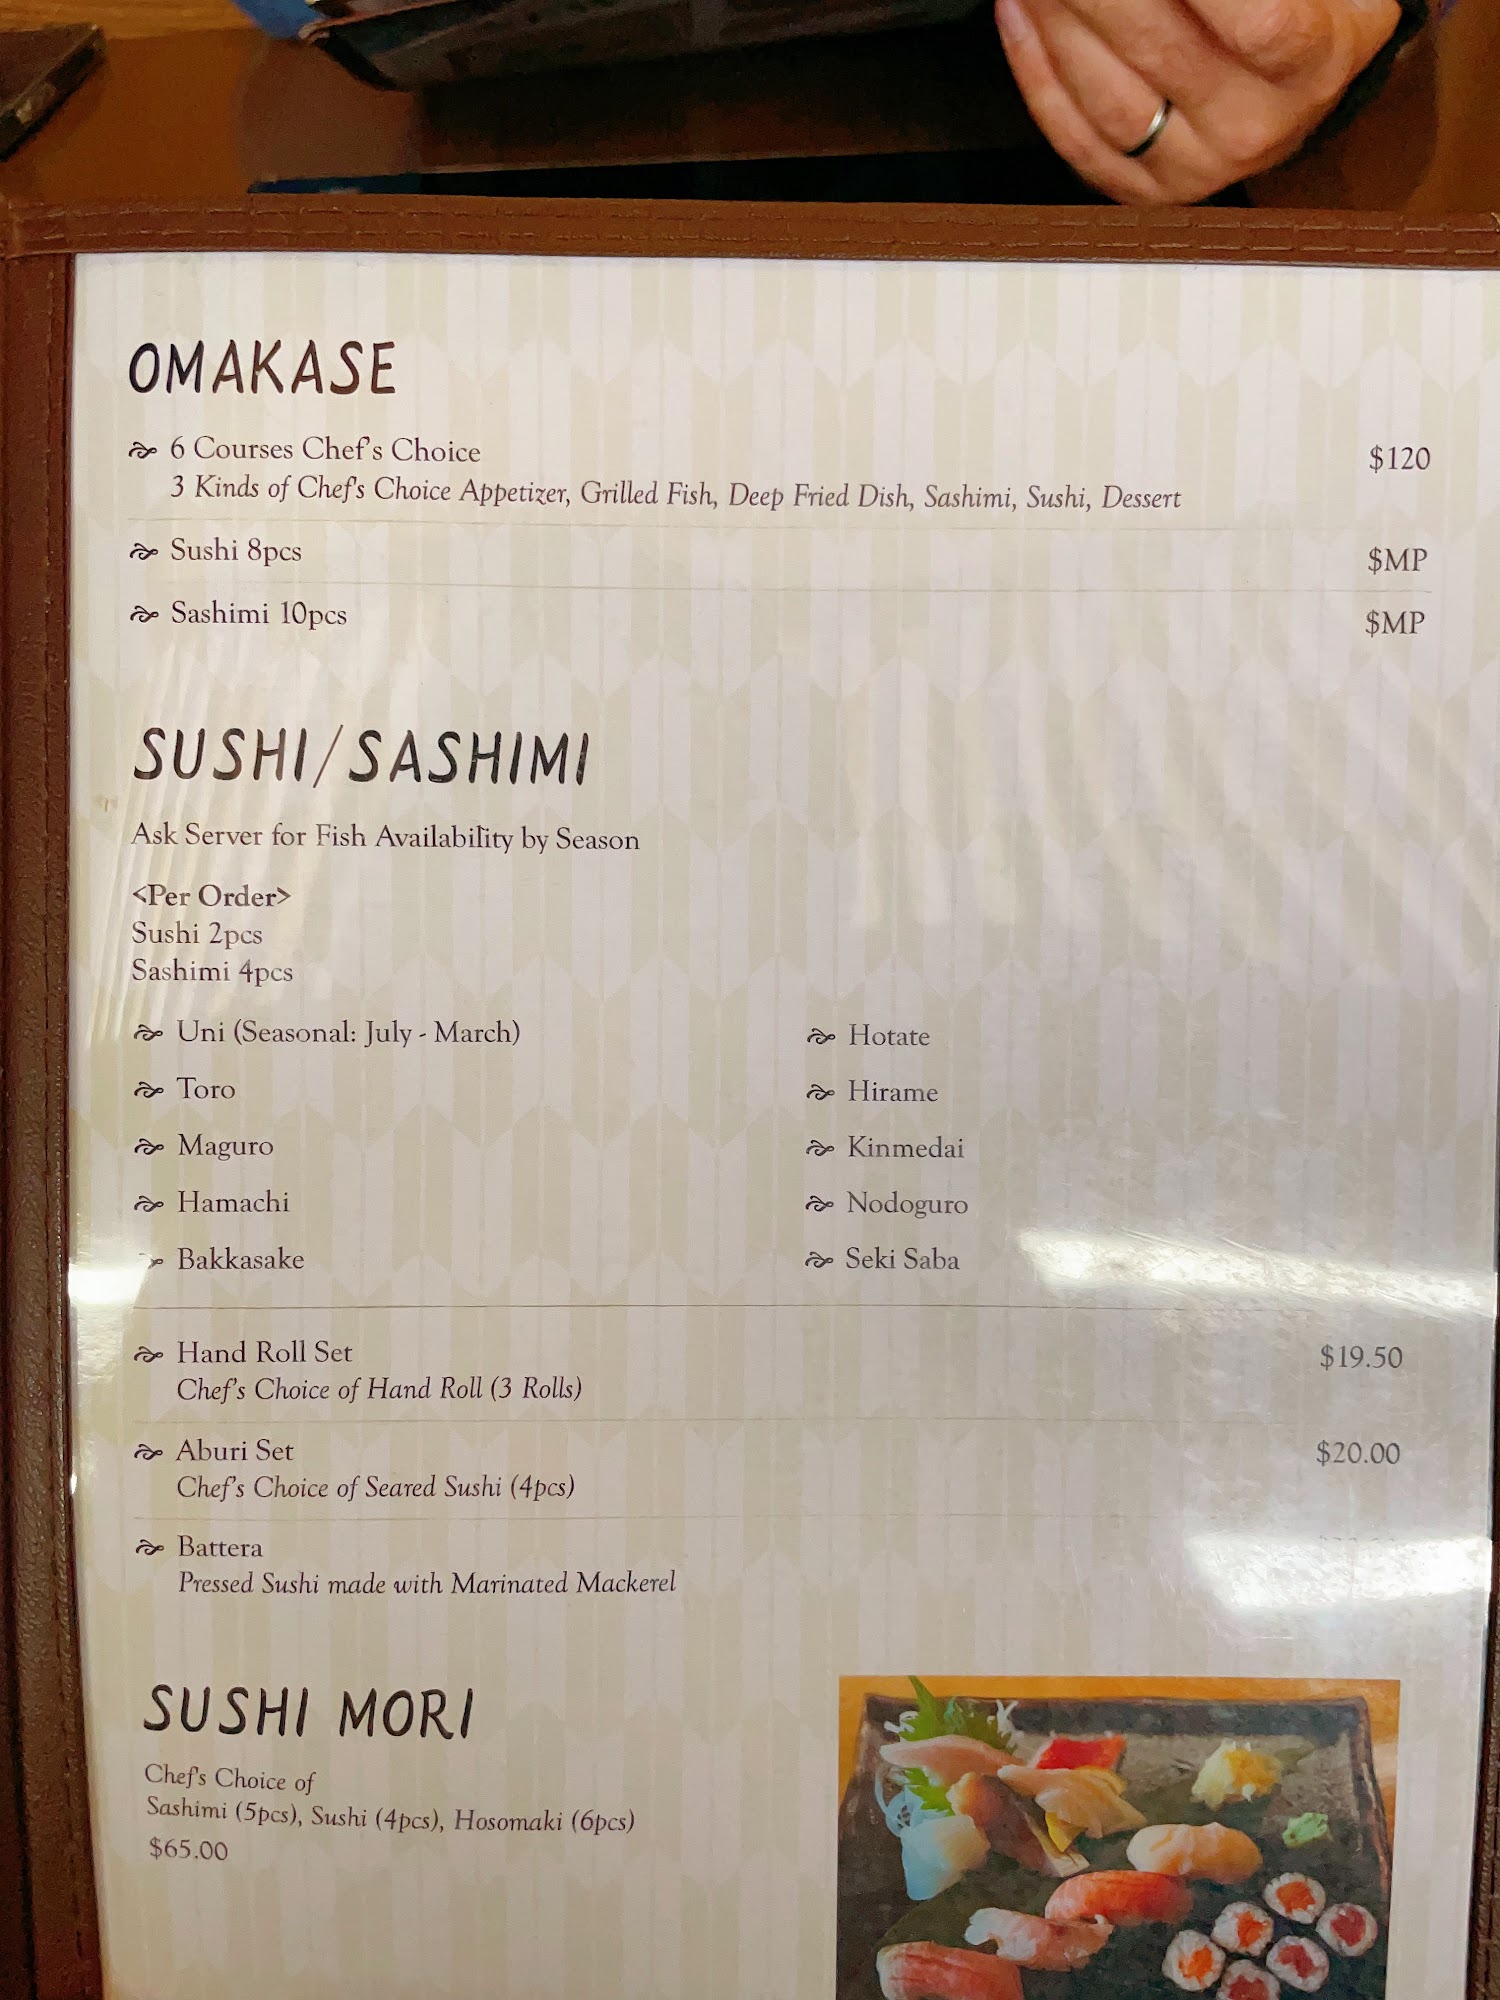 OMAKASE
6 Courses Chef's Choice $120
3 Kinds of Chef's Choice Appetizer, Grilled Fish, Deep Fried Dish, Sashimi, Sushi, Dessert
Sushi 8pcs $MP
Sashimi 10pcs $MP
SUSHI/SASHIMI
Ask Server for Fish Availability by Season
<Per Order>
Sushi 2pcs
Sashimi 4pcs
Uni (Seasonal: July - March)
Toro
Maguro
Hamachi
Bakkasake
Hotate
Hirame
Kinmedai
Nodoguro
Seki Saba
Hand Roll Set $19.50
Chef's Choice of Hand Roll (3 Rolls)
Aburi Set $20.00
Chef's Choice of Seared Sushi (4pcs)
Battera
Pressed Sushi made with Marinated Mackerel
SUSHI MORI
Chef's Choice of
Sashimi (5pcs), Sushi (4pcs), Hosomaki (6pcs)
$65.00